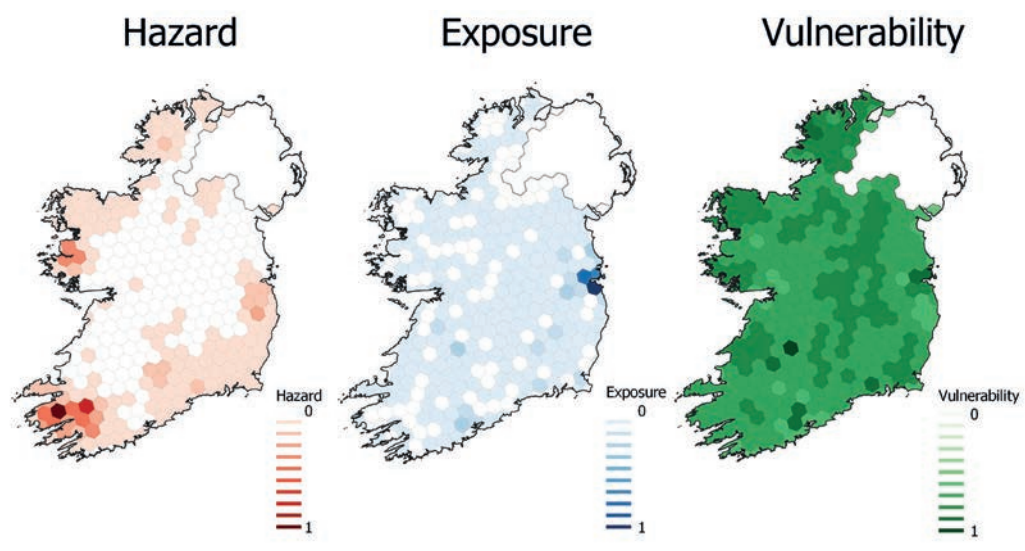 Hazard
Exposure
Vulnerability
Hazard
0
1
Exposure
0
1
Vulnerability
0
1